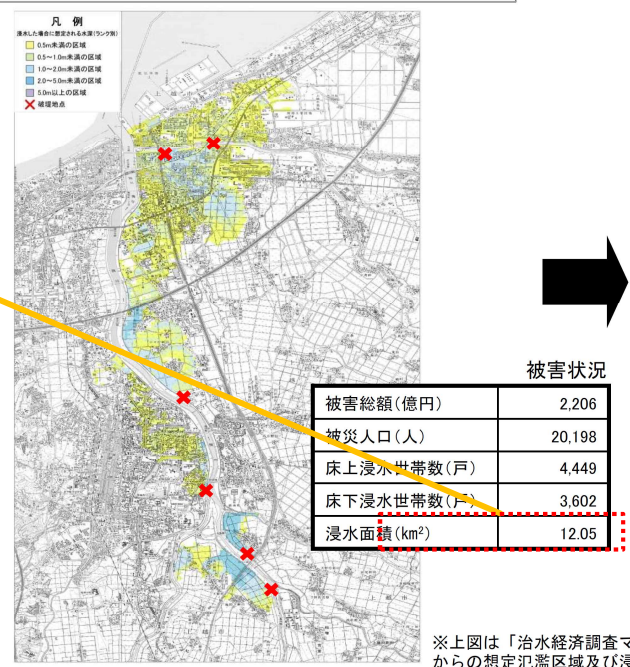 凡　例
浸水した場合に想定される水深(ランク別)
0.5m未満の区域
0.5～1.0m未満の区域
1.0～2.0m未満の区域
2.0～5.0m未満の区域
5.0m以上の区域
破堤地点
被害状況
被害総額(億円) 2,206
被災人口(人) 20,198
床上浸水世帯数(戸) 4,449
床下浸水世帯数(戸) 3,602
浸水面積(km²) 12.05
※上図は「治水経済調査マ
からの想定氾濫区域及び浸